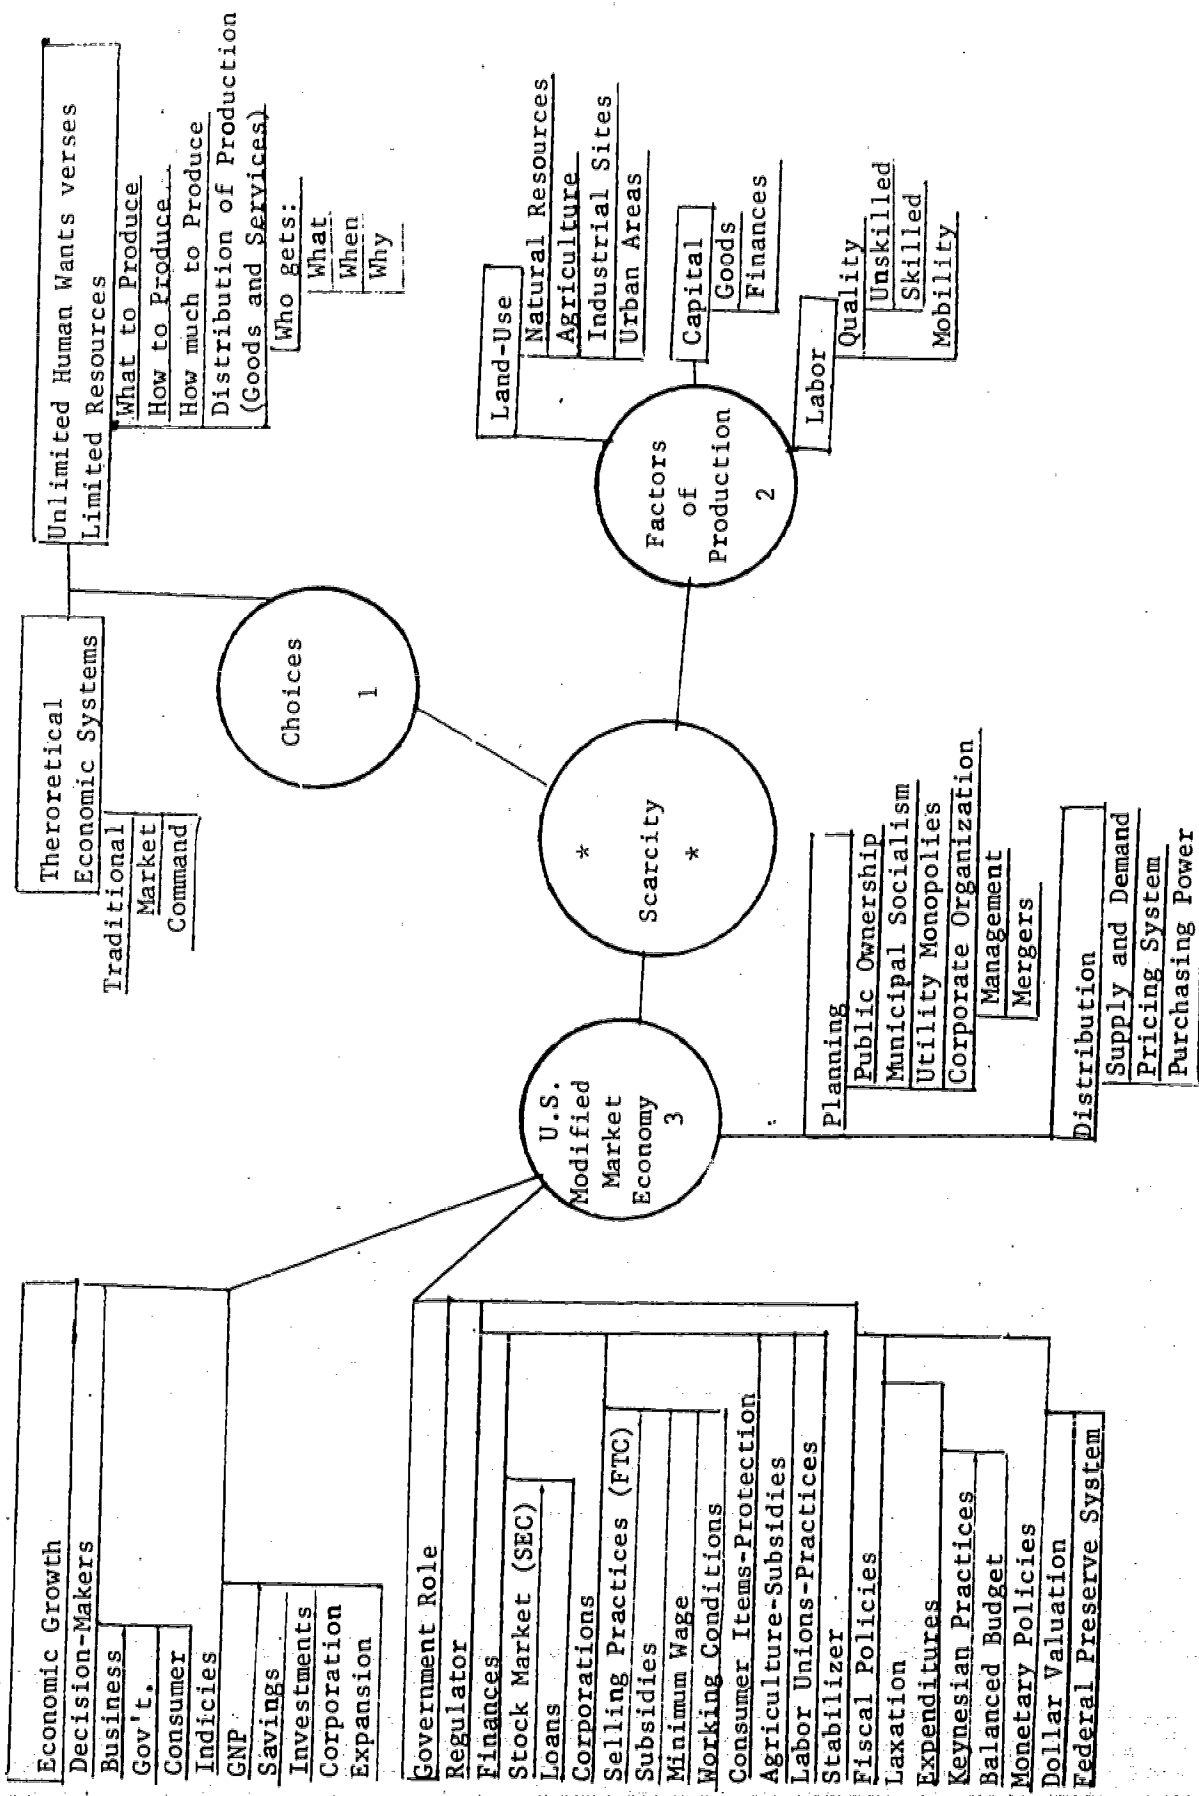 Economic Growth
Decision-Makers
Business
Gov't.
Consumer
Indicies
GNP
Savings
Investments
Corporation
Expansion
Government Role
Regulator
Finances
Stock Market (SEC)
Loans
Corporations
Selling Practices (FTC)
Subsidies
Minimum Wage
Working Conditions
Consumer Items-Protection
Agriculture-Subsidies
Labor Unions-Practices
Stabilizer
Fiscal Policies
Laxation
Expenditures
Keynesian Practices
Balanced Budget
Monetary Policies
Dollar Valuation
Federal Preserve System
U.S.
Modified
Market
Economy
3
Planning
Public Ownership
Municipal Socialism
Utility Monopolies
Corporate Organization
Management
Mergers
Distribution
Supply and Demand
Pricing System
Purchasing Power
*
Scarcity
*
Theroretical
Economic Systems
Traditional
Market
Command
Choices
1
Unlimited Human Wants verses
Limited Resources
What to Produce
How to Produce
How much to Produce
Distribution of Production
(Goods and Services)
Who gets:
What
When
Why
Factors
of
Production
2
Land-Use
Natural Resources
Agriculture
Industrial Sites
Urban Areas
Capital
Goods
Finances
Labor
Quality
Unskilled
Skilled
Mobility